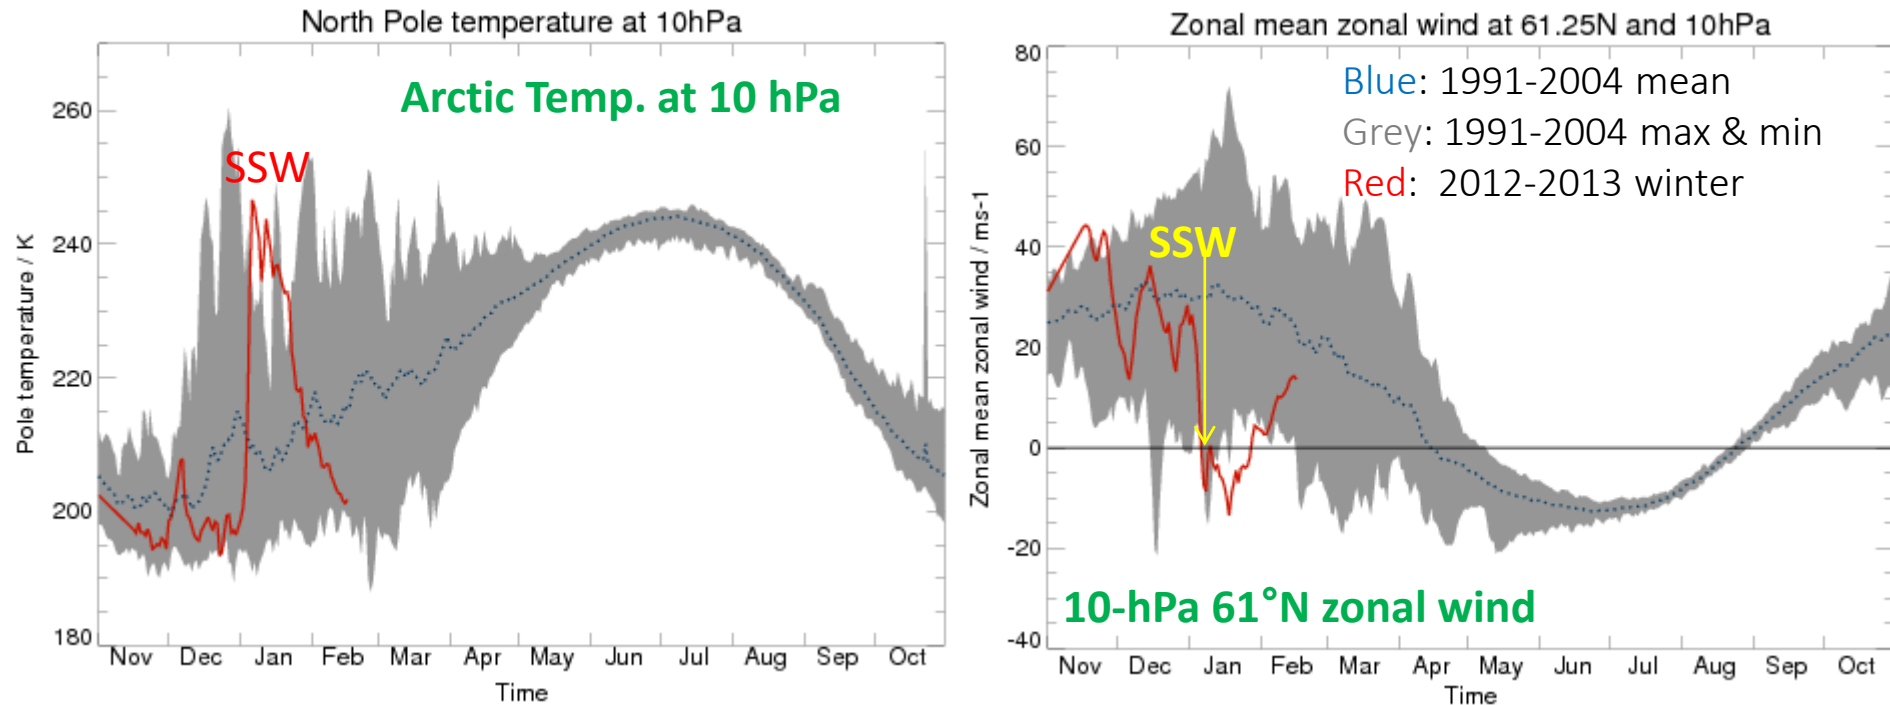 North Pole temperature at 10hPa
Arctic Temp. at 10 hPa
SSW
Pole temperature / K
260
240
220
200
180
Nov Dec Jan Feb Mar Apr May Jun Jul Aug Sep Oct
Time
Zonal mean zonal wind at 61.25N and 10hPa
Blue: 1991-2004 mean
Grey: 1991-2004 max & min
Red: 2012-2013 winter
SSW
Zonal mean zonal wind / ms-1
80
60
40
20
0
-20
-40
10-hPa 61°N zonal wind
Nov Dec Jan Feb Mar Apr May Jun Jul Aug Sep Oct
Time